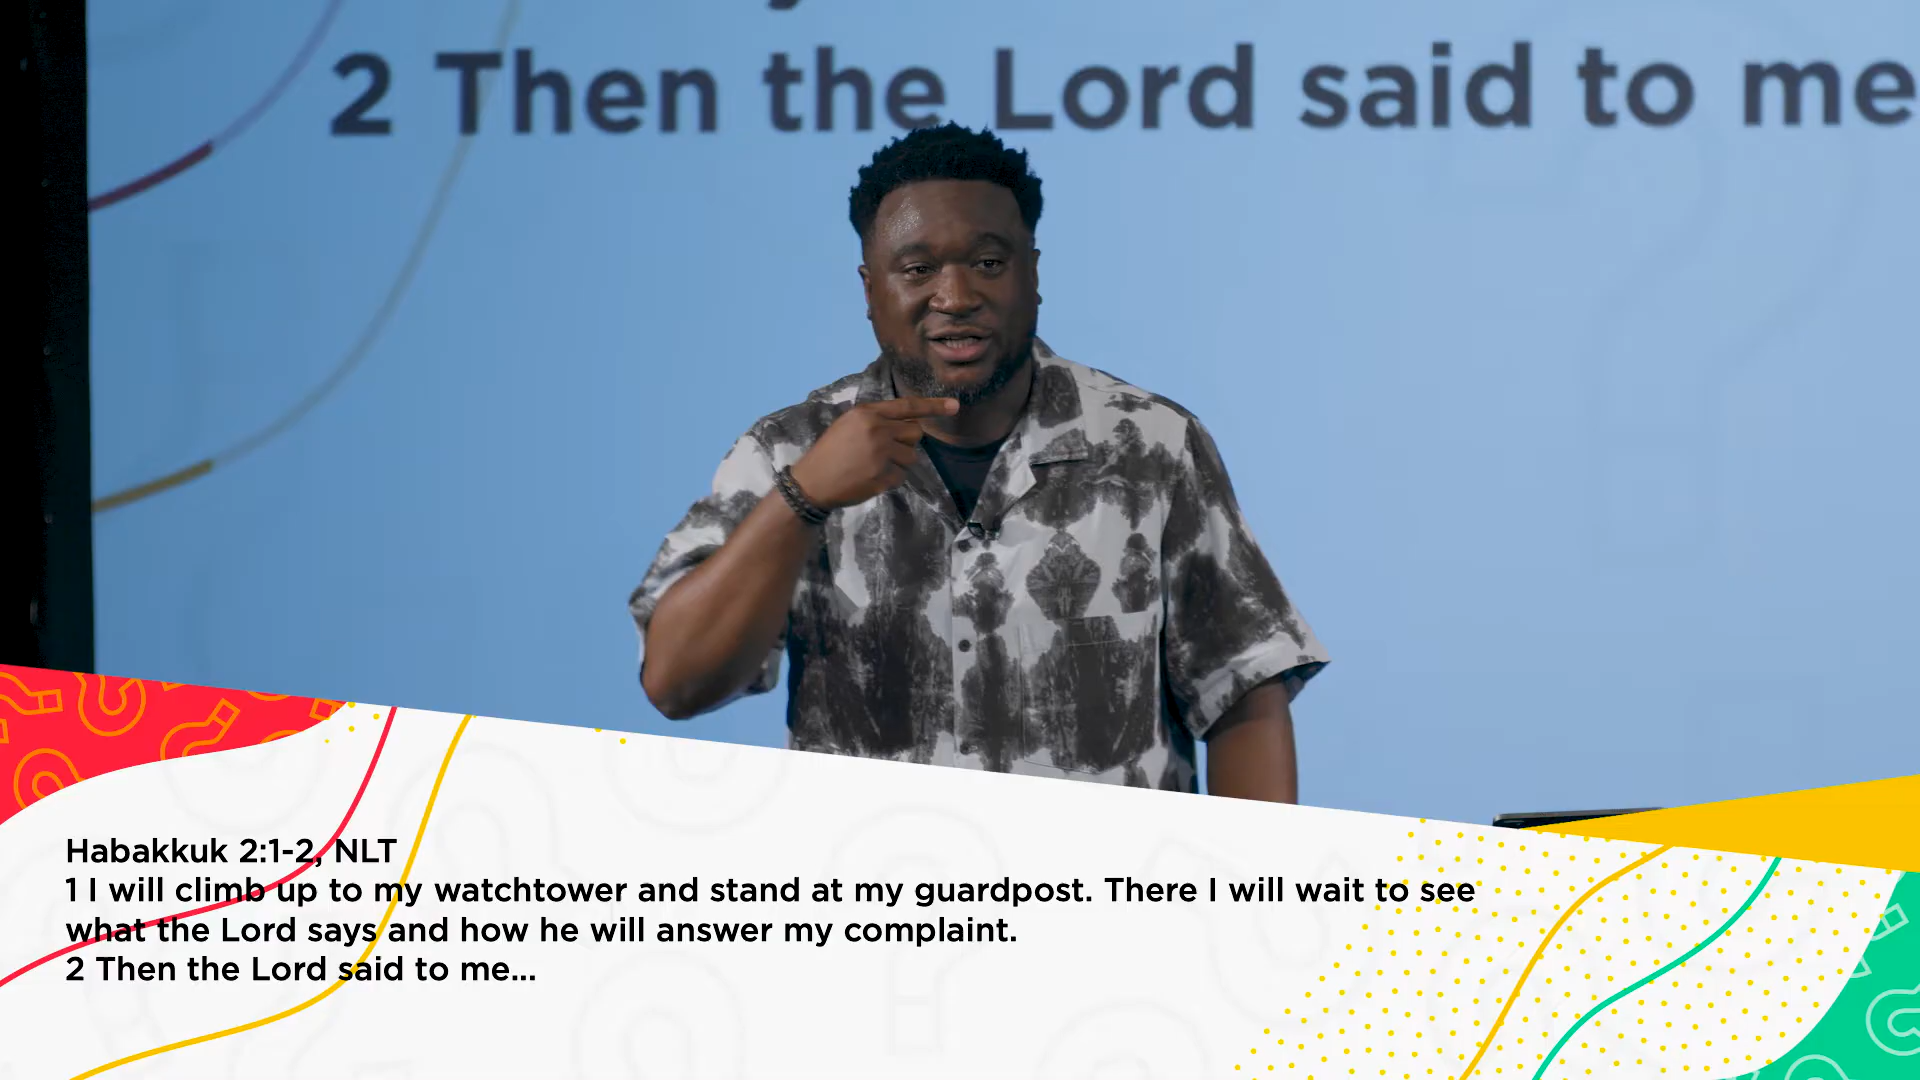 2 Then the Lord said to me
Habakkuk 2:1-2, NLT
1 I will climb up to my watchtower and stand at my guardpost. There I will wait to see
what the Lord says and how he will answer my complaint.
2 Then the Lord said to me...